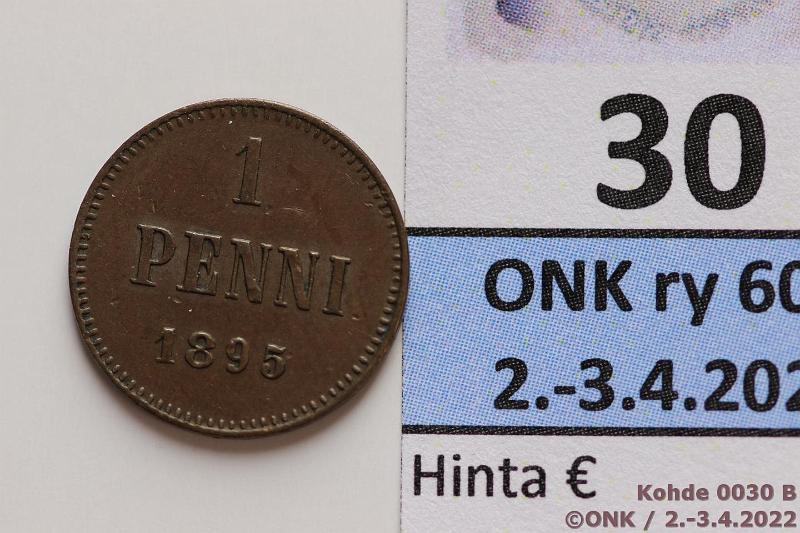 1
PENNI
1895
30
ONK ry 60
2.-3.4.202
Hinta €
Kohde 0030 B
©ONK / 2.-3.4.2022